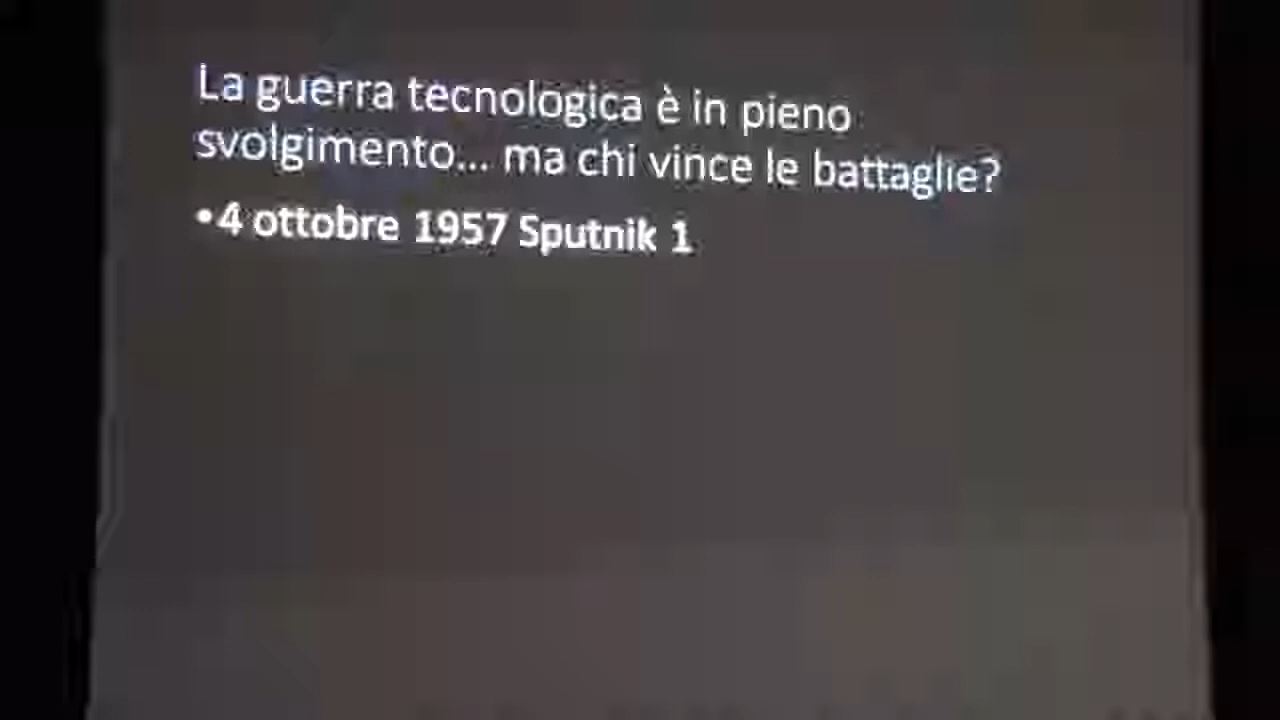 La guerra tecnologica è in pieno
svolgimento... ma chi vince le battaglie?
•4 ottobre 1957 Sputnik 1